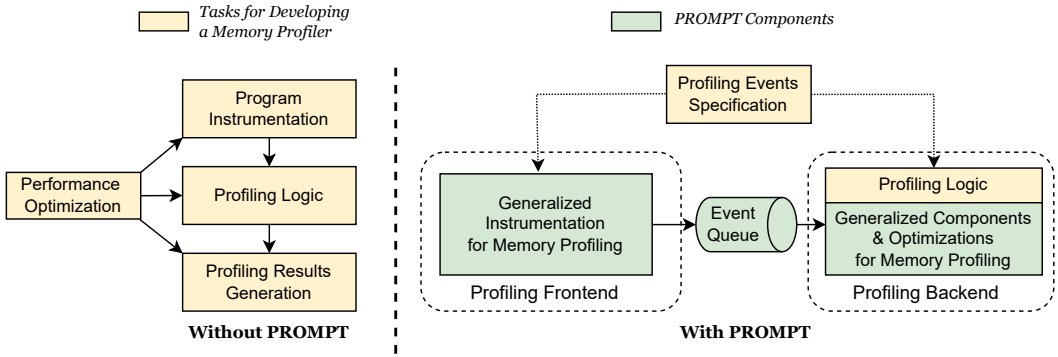 Tasks for Developing
a Memory Profiler
PROMPT Components
Program
Instrumentation
Performance
Optimization
Profiling Logic
Profiling Results
Generation
Without PROMPT
Profiling Events
Specification
Generalized
Instrumentation
for Memory Profiling
Profiling Frontend
Event
Queue
Profiling Logic
Generalized Components
& Optimizations
for Memory Profiling
Profiling Backend
With PROMPT